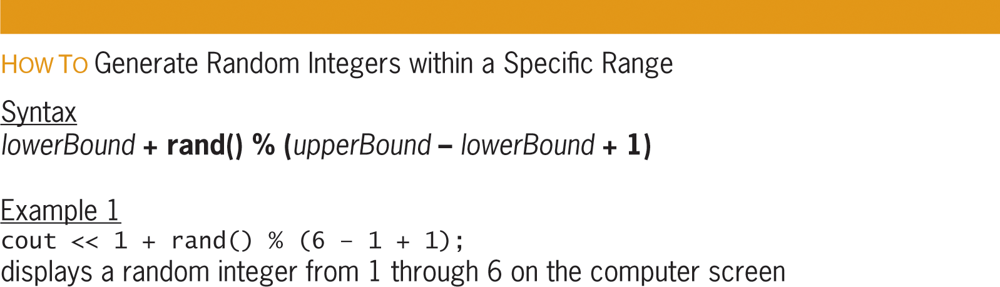 HOW TO Generate Random Integers within a Specific Range
Syntax
lowerBound + rand() % (upperBound – lowerBound + 1)
Example 1
cout << 1 + rand() % (6 – 1 + 1);
displays a random integer from 1 through 6 on the computer screen